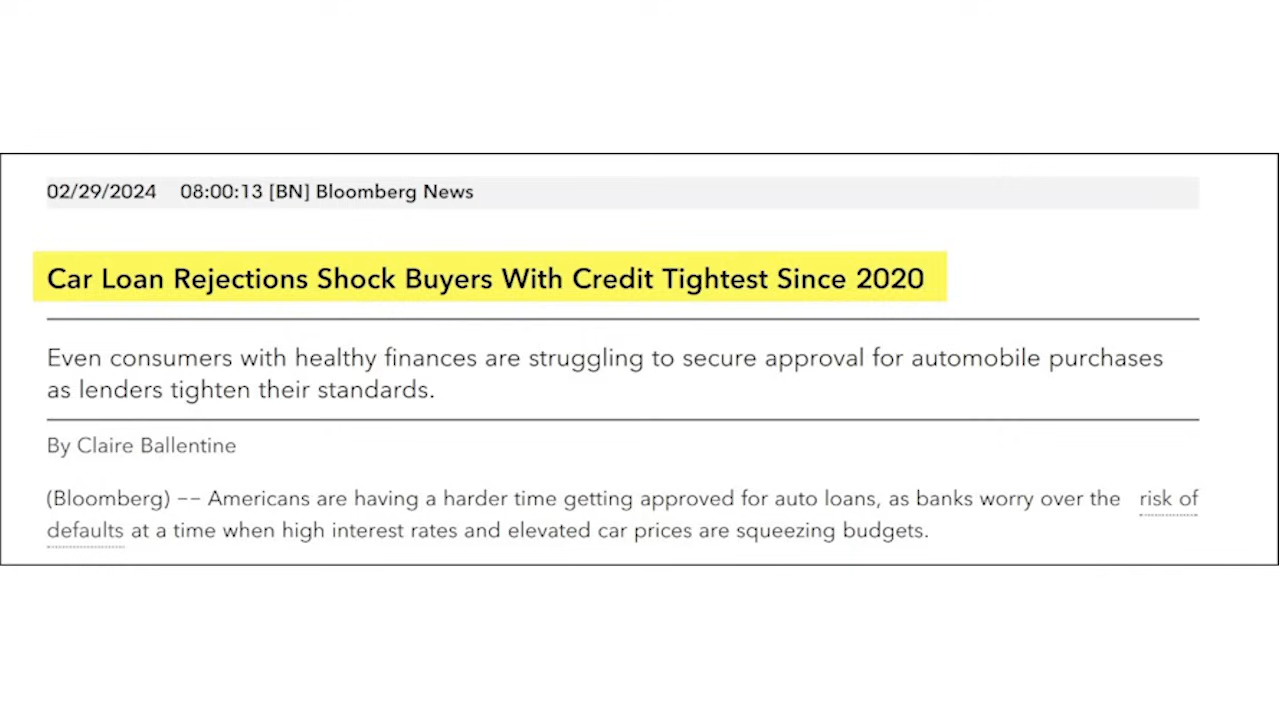 02/29/2024 08:00:13 [BN] Bloomberg News
Car Loan Rejections Shock Buyers With Credit Tightest Since 2020
Even consumers with healthy finances are struggling to secure approval for automobile purchases
as lenders tighten their standards.
By Claire Ballentine
(Bloomberg) -- Americans are having a harder time getting approved for auto loans, as banks worry over the risk of
defaults at a time when high interest rates and elevated car prices are squeezing budgets.